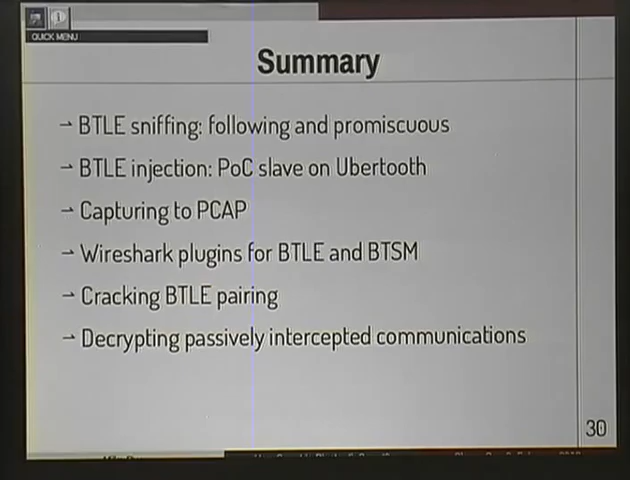 QUICK MENU
Summary
→ BTLE sniffing: following and promiscuous
→ BTLE injection: PoC slave on Ubertooth
→ Capturing to PCAP
→ Wireshark plugins for BTLE and BTSM
→ Cracking BTLE pairing
→ Decrypting passively intercepted communications
30